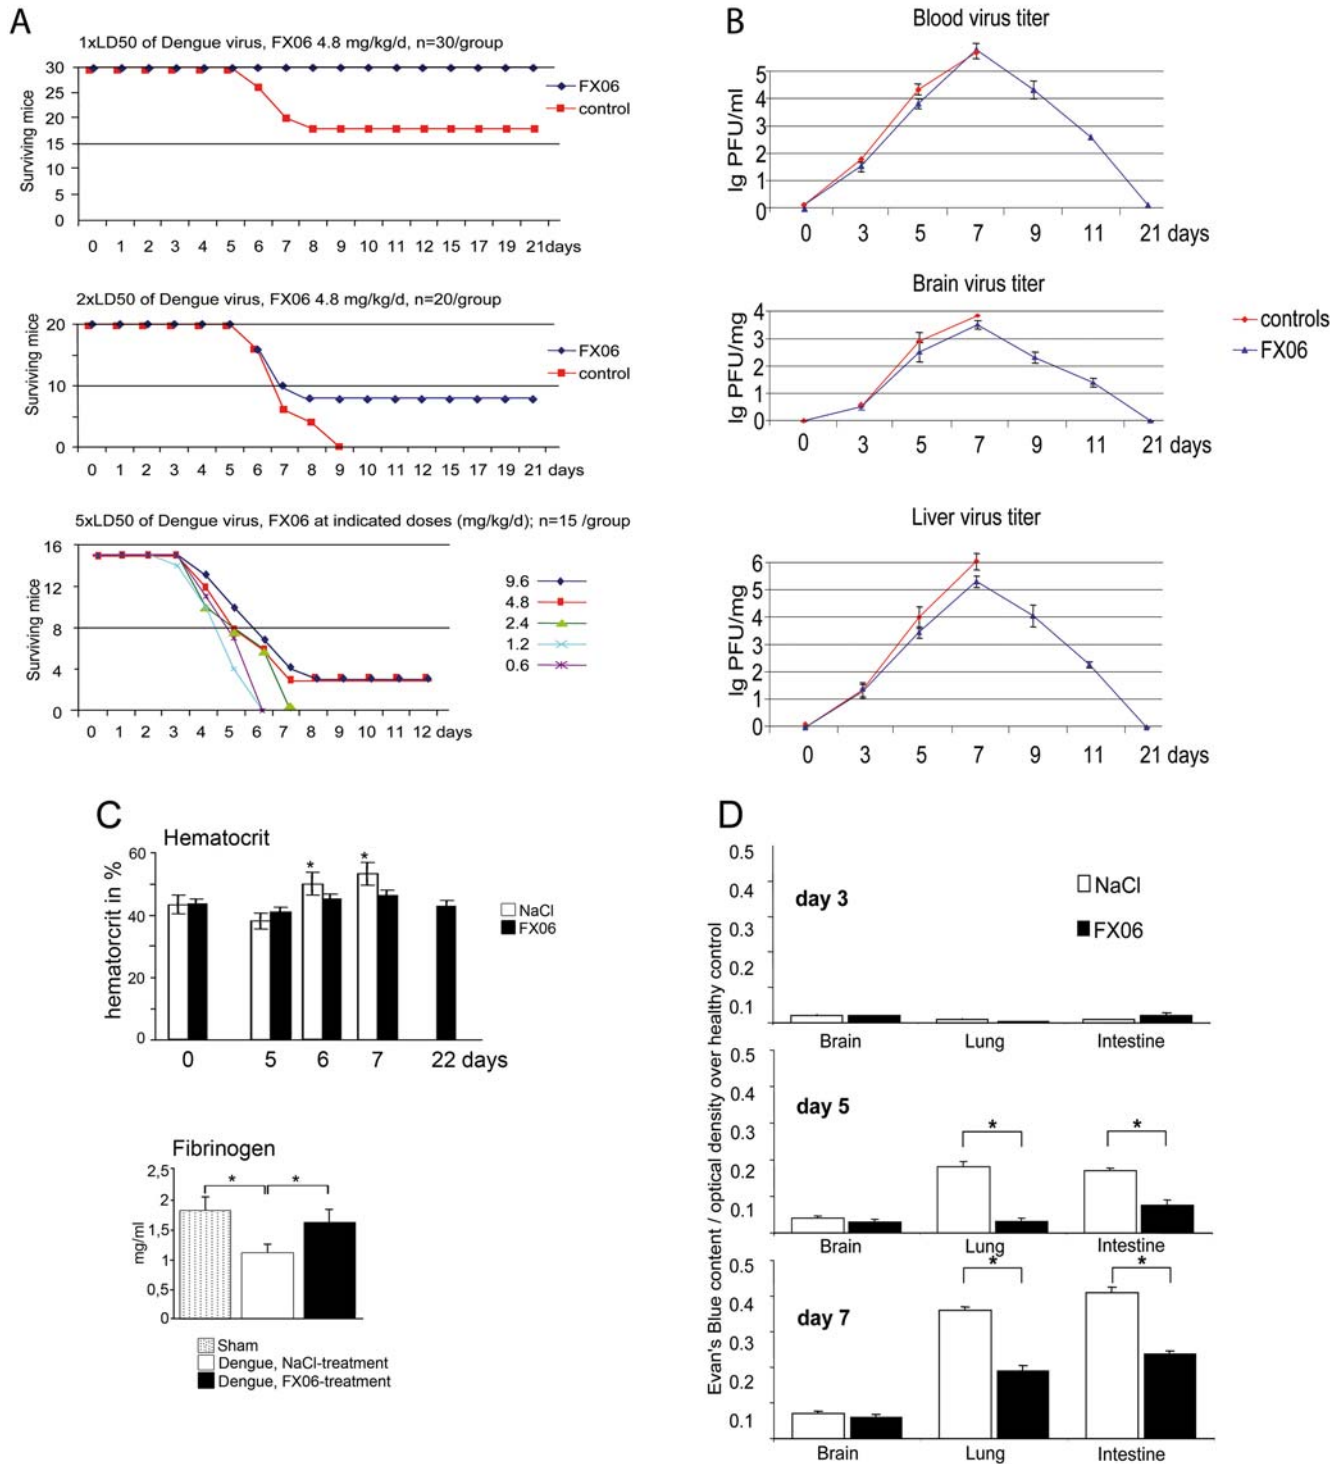 A
1xLD50 of Dengue virus, FX06 4.8 mg/kg/d, n=30/group
Surviving mice
30
25
20
15
10
5
0
0 1 2 3 4 5 6 7 8 9 10 11 12 15 17 19 21days
FX06
control
2xLD50 of Dengue virus, FX06 4.8 mg/kg/d, n=20/group
Surviving mice
20
10
0
0 1 2 3 4 5 6 7 8 9 10 11 12 15 17 19 21 days
FX06
control
5xLD50 of Dengue virus, FX06 at indicated doses (mg/kg/d); n=15 /group
Surviving mice
16
12
8
4
0
0 1 2 3 4 5 6 7 8 9 10 11 12 days
9.6
4.8
2.4
1.2
0.6
B
Blood virus titer
lg PFU/ml
5
4
3
2
1
0
0 3 5 7 9 11 21 days
Brain virus titer
lg PFU/mg
4
3
2
1
0
0 3 5 7 9 11 21 days
controls
FX06
Liver virus titer
lg PFU/mg
6
5
4
3
2
1
0
0 3 5 7 9 11 21 days
C
Hematocrit
hematorcrit in %
60
40
20
0
* *
0 5 6 7 22 days
NaCl
FX06
Fibrinogen
mg/ml
2,5
2
1,5
1
0,5
0
* *
Sham
Dengue, NaCl-treatment
Dengue, FX06-treatment
D
Evan's Blue content / optical density over healthy control
0.5
0.4
0.3
0.2
0.1
day 3
NaCl
FX06
Brain Lung Intestine
0.5
0.4
0.3
0.2
0.1
day 5
* *
Brain Lung Intestine
0.5
0.4
0.3
0.2
0.1
day 7
* *
Brain Lung Intestine